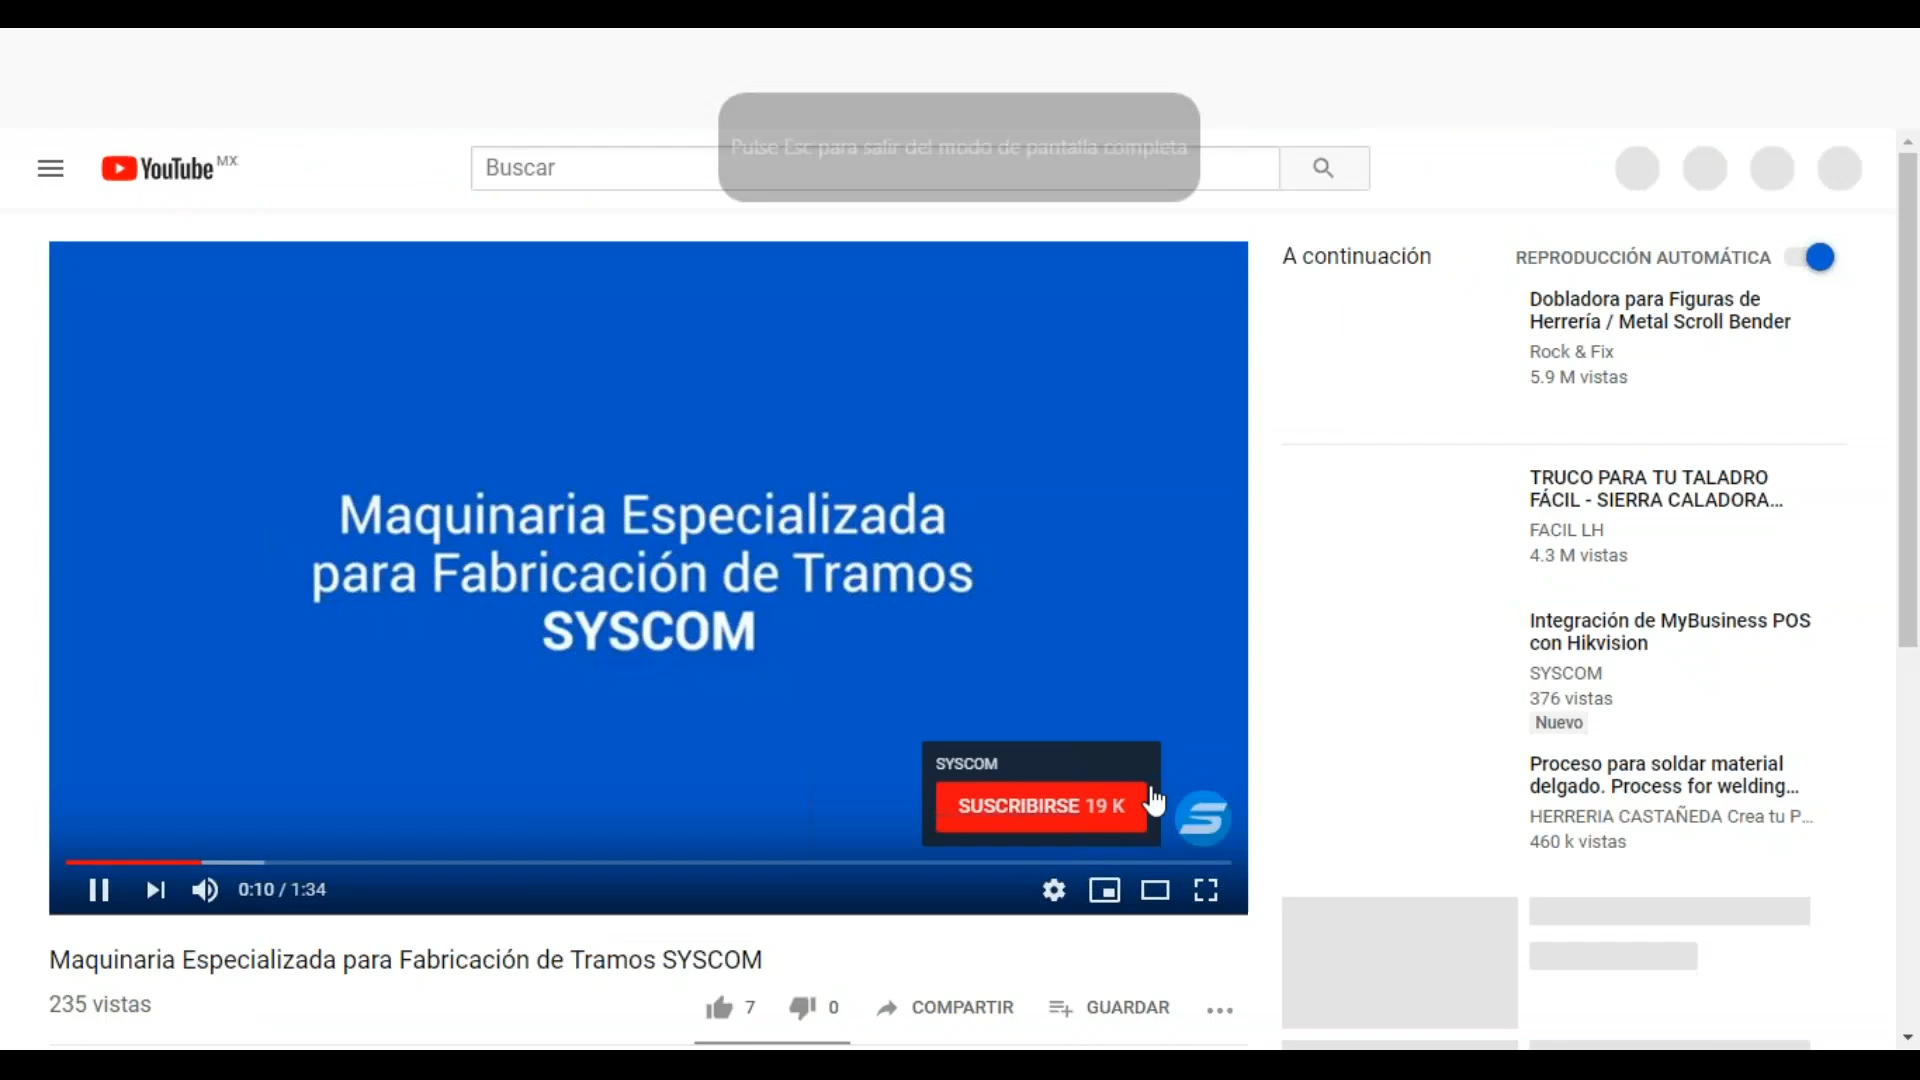 YouTube MX
Buscar
Pulse Esc para salir del modo de pantalla completa
Maquinaria Especializada
para Fabricación de Tramos
SYSCOM
SYSCOM
SUSCRIBIRSE 19 K
0:10 / 1:34
Maquinaria Especializada para Fabricación de Tramos SYSCOM
235 vistas
7
0
COMPARTIR
GUARDAR
A continuación
REPRODUCCIÓN AUTOMÁTICA
Dobladora para Figuras de
Herrería / Metal Scroll Bender
Rock & Fix
5.9 M vistas
TRUCO PARA TU TALADRO
FÁCIL - SIERRA CALADORA...
FACIL LH
4.3 M vistas
Integración de MyBusiness POS
con Hikvision
SYSCOM
376 vistas
Nuevo
Proceso para soldar material
delgado. Process for welding...
HERRERIA CASTAÑEDA Crea tu P...
460 k vistas